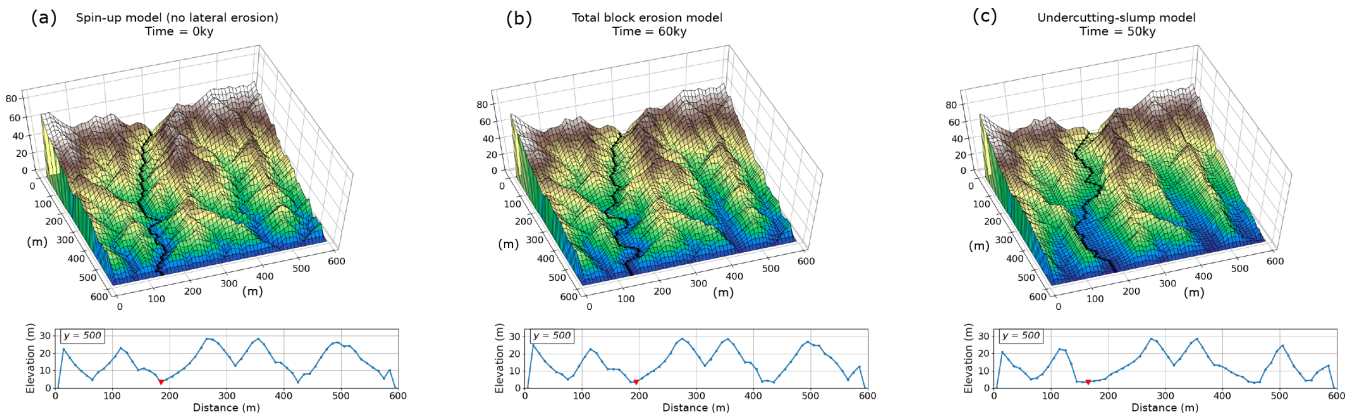 (a)
Spin-up model (no lateral erosion)
Time = 0ky
80
60
40
20
0
0
100
200
300
400
500
600
(m)
0
100
200
300
400
500
600
(m)
Elevation (m)
30
20
10
0
y = 500
0 100 200 300 400 500 600
Distance (m)
(b)
Total block erosion model
Time = 60ky
80
60
40
20
0
0
100
200
300
400
500
600
(m)
0
100
200
300
400
500
600
(m)
Elevation (m)
30
20
10
0
y = 500
0 100 200 300 400 500 600
Distance (m)
(c)
Undercutting-slump model
Time = 50ky
80
60
40
20
0
0
100
200
300
400
500
600
(m)
0
100
200
300
400
500
600
(m)
Elevation (m)
30
20
10
0
y = 500
0 100 200 300 400 500 600
Distance (m)